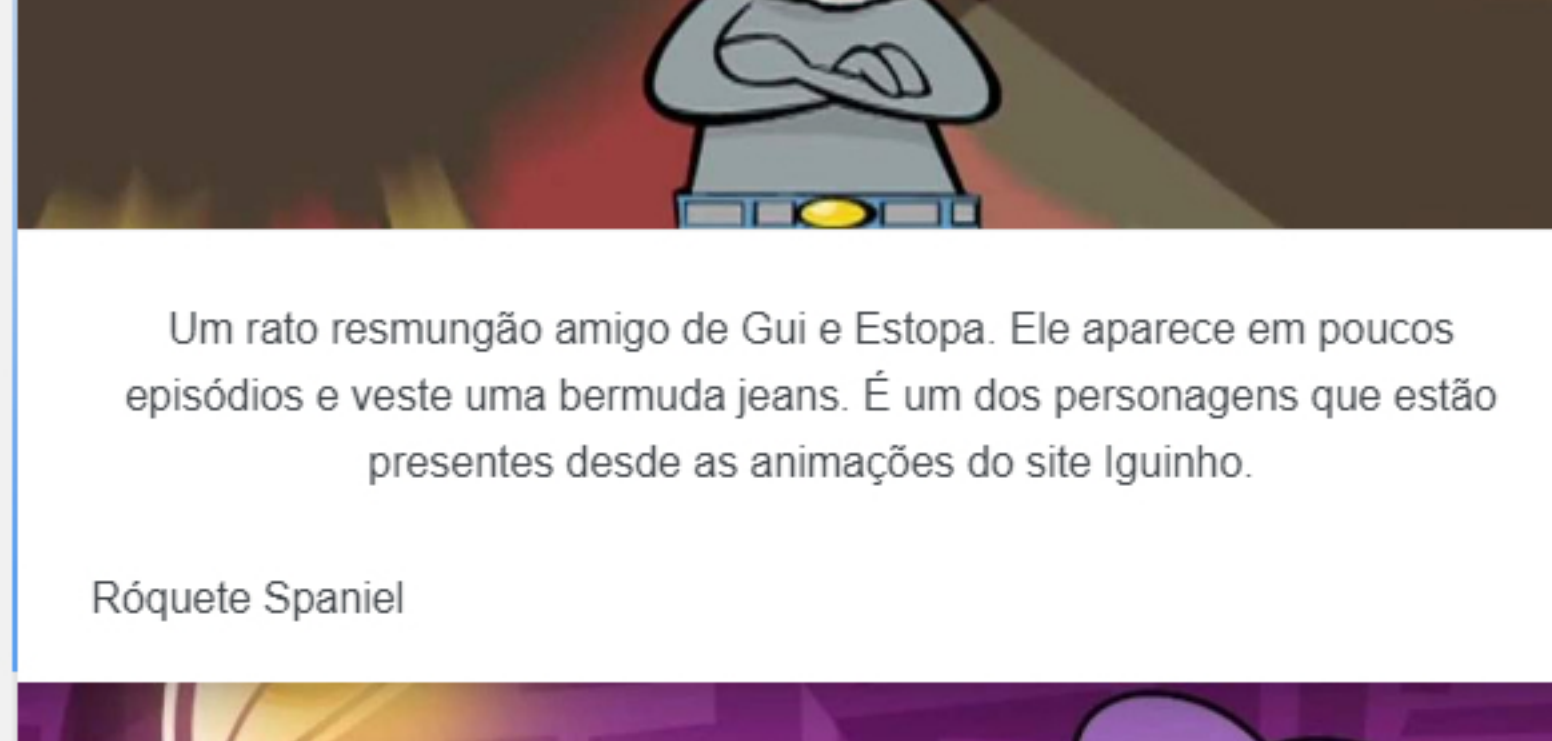 Um rato resmungão amigo de Gui e Estopa. Ele aparece em poucos
episódios e veste uma bermuda jeans. É um dos personagens que estão
presentes desde as animações do site Iguinho.
Róquete Spaniel